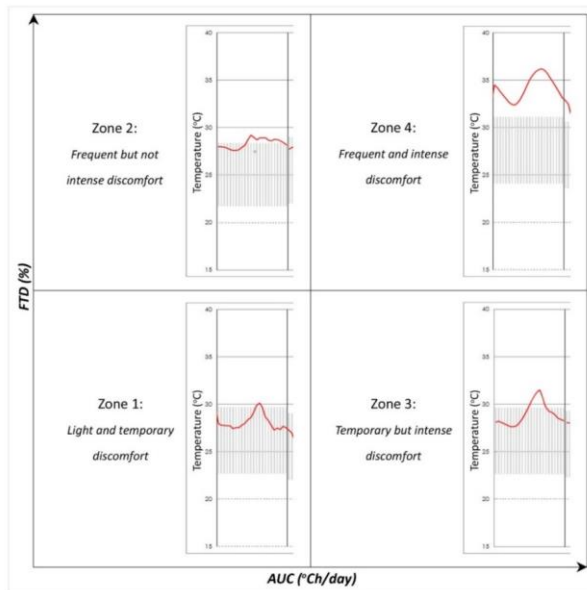 FTD (%)
Zone 2:
Frequent but not
intense discomfort
Temperature (°C)
40
35
30
25
20
15
Zone 4:
Frequent and intense
discomfort
Temperature (°C)
40
35
30
25
20
15
Zone 1:
Light and temporary
discomfort
Temperature (°C)
40
35
30
25
20
15
Zone 3:
Temporary but intense
discomfort
Temperature (°C)
40
35
30
25
20
15
AUC (°Ch/day)